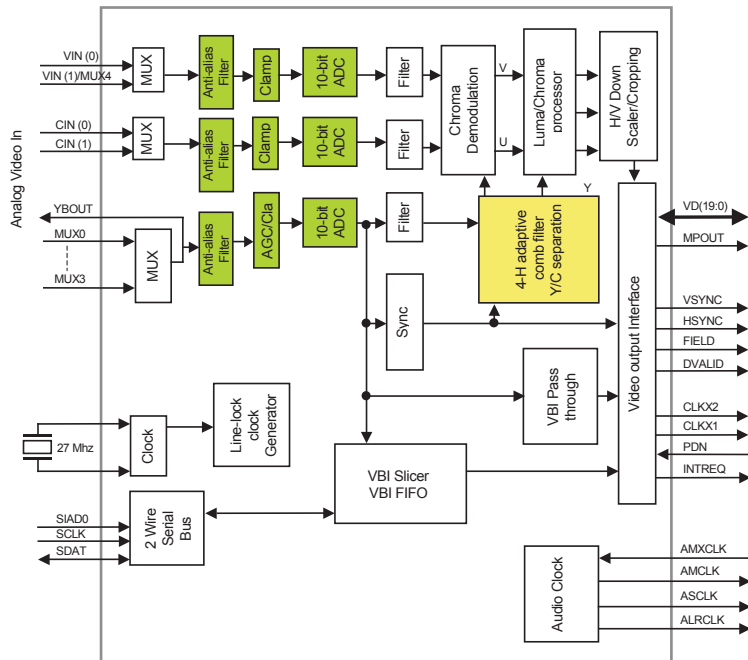 Analog Video In
VIN (0)
VIN (1)/MUX4
CIN (0)
CIN (1)
YBOUT
MUX0
MUX3
27 Mhz
SIAD0
SCLK
SDAT
MUX
Anti-alias
Filter
Clamp
10-bit
ADC
Filter
Chroma
Demodulation
V
U
Luma/Chroma
processor
H/V Down
Scaler/Cropping
MUX
Anti-alias
Filter
Clamp
10-bit
ADC
Filter
MUX
Anti-alias
Filter
AGC/Cla
10-bit
ADC
Filter
4-H adaptive
comb filter
Y/C separation
Y
Sync
VBI Pass
through
Video output Interface
Clock
Line-lock
clock
Generator
VBI Slicer
VBI FIFO
2 Wire
Serial
Bus
Audio Clock
VD(19:0)
MPOUT
VSYNC
HSYNC
FIELD
DVALID
CLKX2
CLKX1
PDN
INTREQ
AMXCLK
AMCLK
ASCLK
ALRCLK